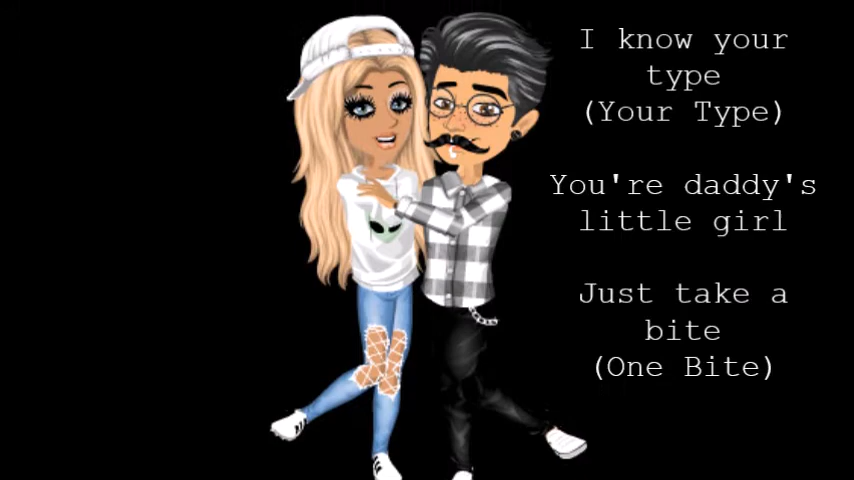 I know your
type
(Your Type)
You're daddy's
little girl
Just take a
bite
(One Bite)